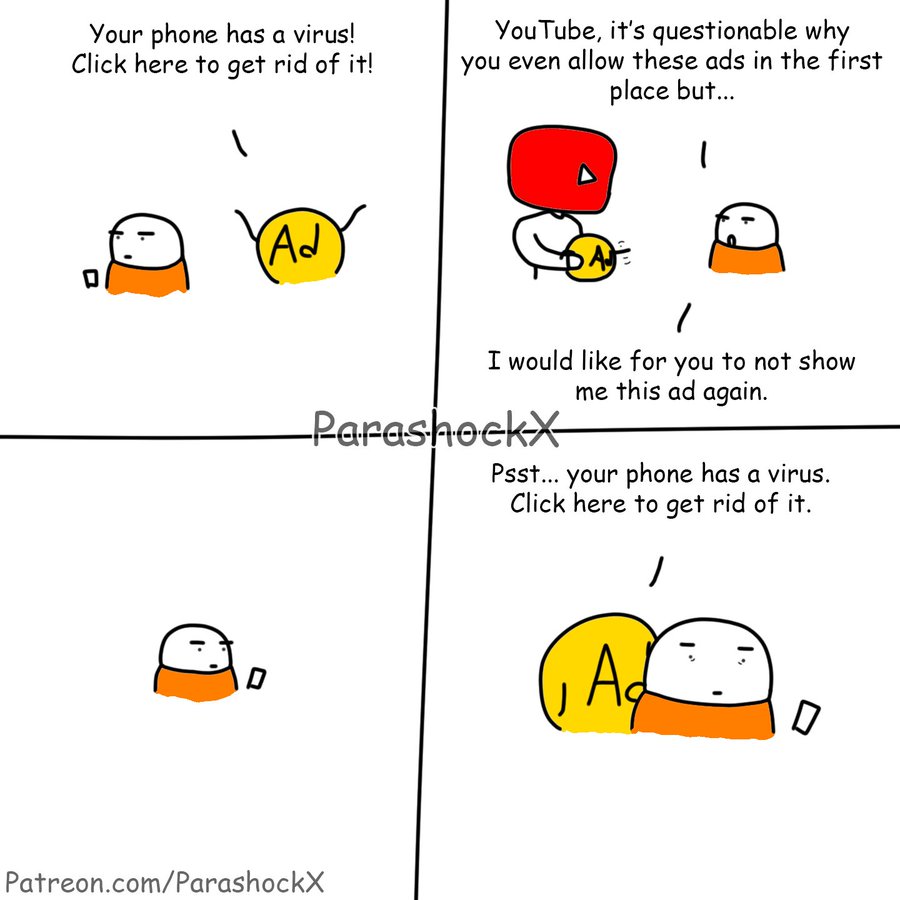 Your phone has a virus!
Click here to get rid of it!
Ad
YouTube, it's questionable why
you even allow these ads in the first
place but...
Ad
I would like for you to not show
me this ad again.
ParashockX
Psst... your phone has a virus.
Click here to get rid of it.
Ad
Patreon.com/ParashockX